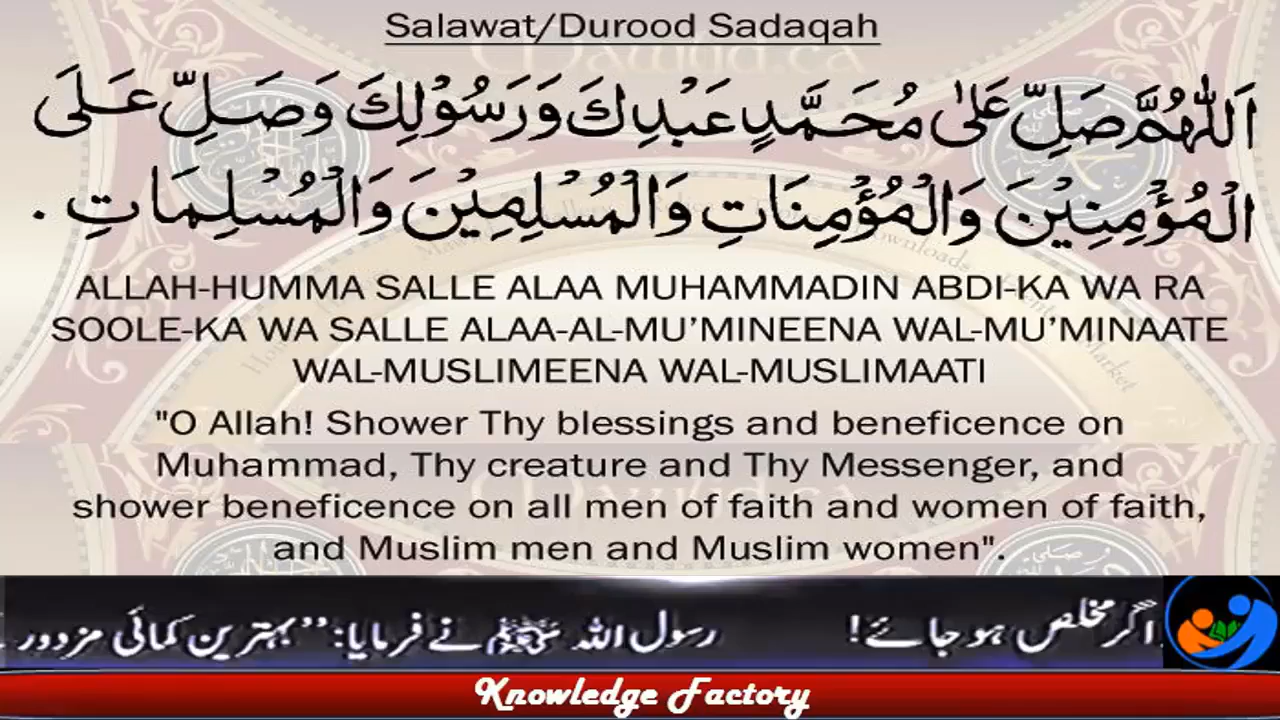 Salawat/Durood Sadaqah
اَللّٰهُمَّ صَلِّ عَلٰى مُحَمَّدٍ عَبْدِكَ وَرَسُوْلِكَ وَصَلِّ عَلَى
الْمُؤْمِنِيْنَ وَالْمُؤْمِنَاتِ وَالْمُسْلِمِيْنَ وَالْمُسْلِمَاتِ .
ALLAH-HUMMA SALLE ALAA MUHAMMADIN ABDI-KA WA RA
SOOLE-KA WA SALLE ALAA-AL-MU’MINEENA WAL-MU’MINAATE
WAL-MUSLIMEENA WAL-MUSLIMAATI
"O Allah! Shower Thy blessings and beneficence on
Muhammad, Thy creature and Thy Messenger, and
shower beneficence on all men of faith and women of faith,
and Muslim men and Muslim women".
اگر مخلص ہو جائے! رسول اللہ ﷺ نے فرمایا: ’’بہترین کمائی مزدور
Knowledge Factory